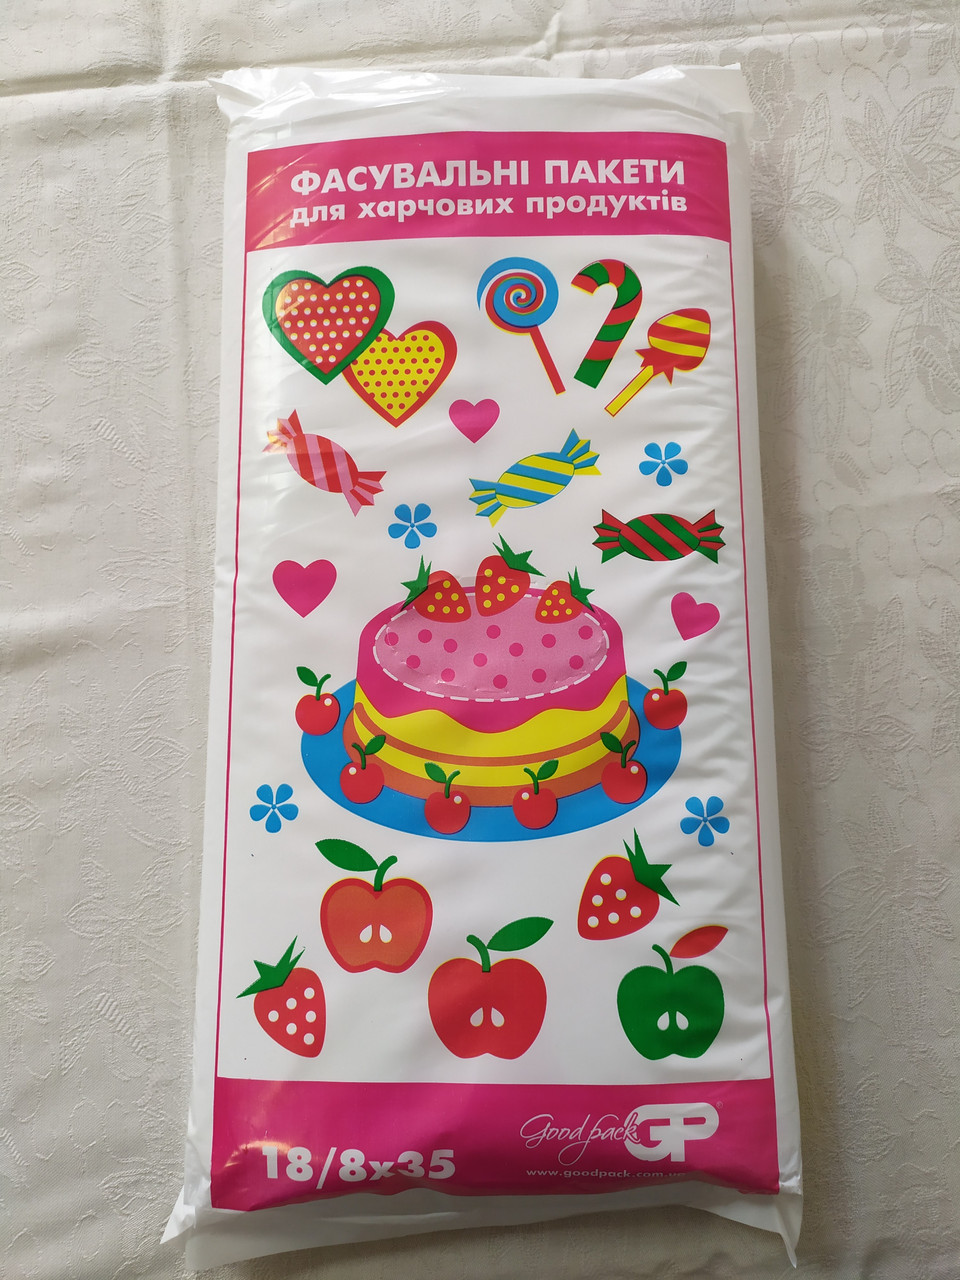 ФАСУВАЛЬНІ ПАКЕТИ
для харчових продуктів
Good pack GP
18/8x35
www.goodpack.com.u